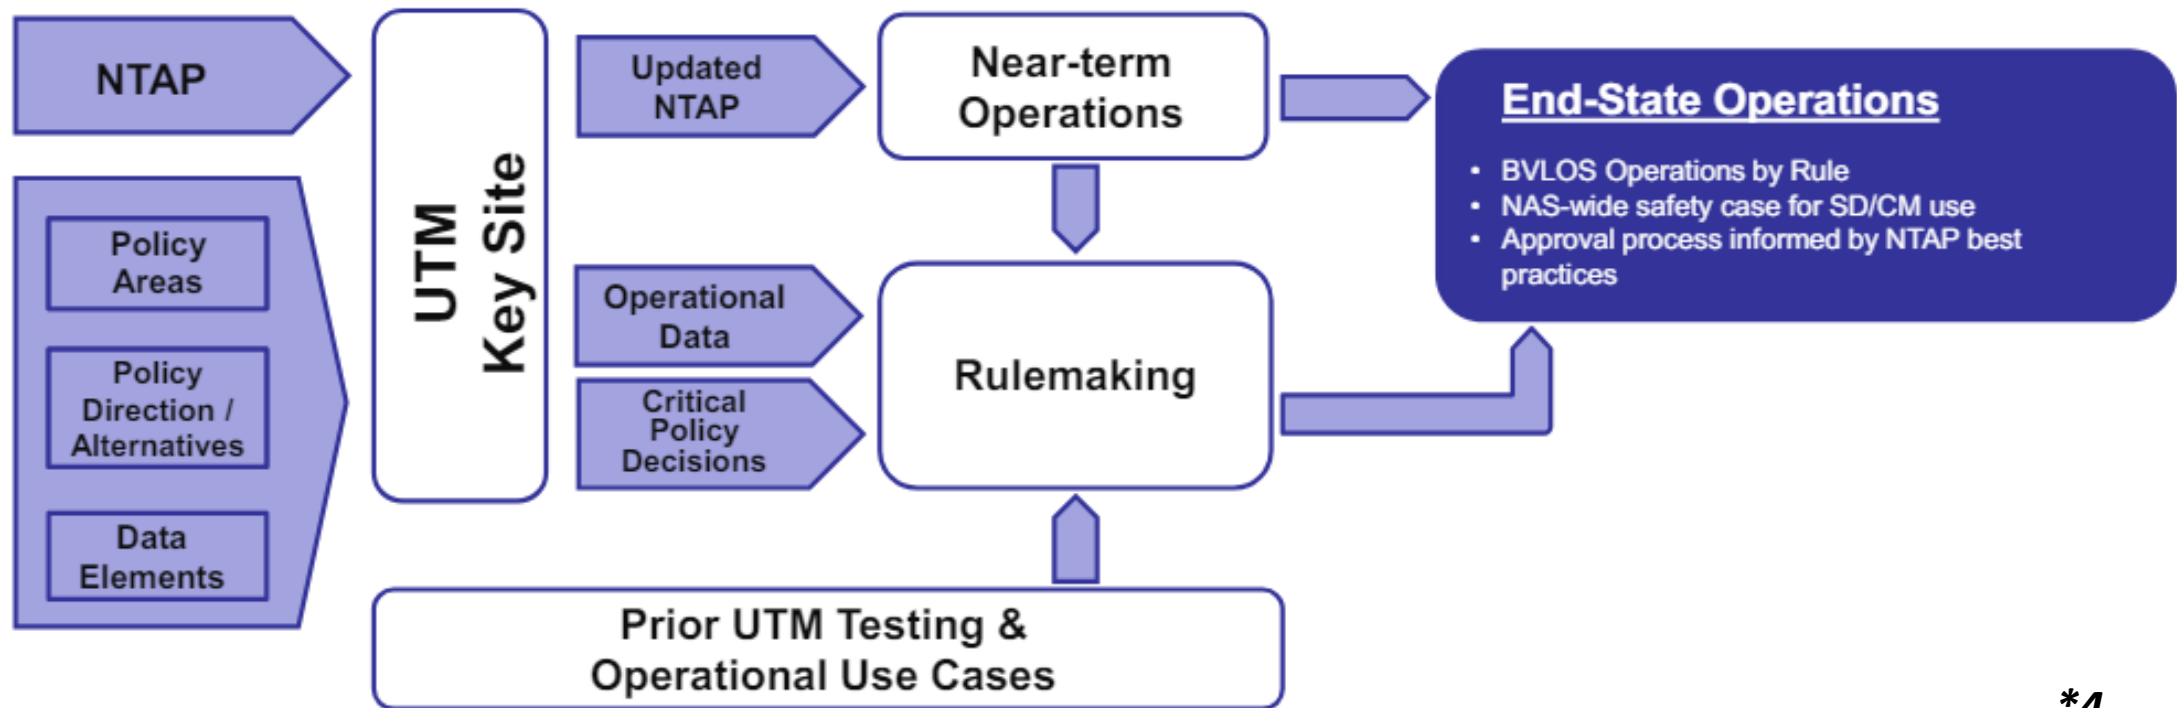 NTAP
Policy
Areas
Policy
Direction /
Alternatives
Data
Elements
UTM
Key Site
Updated
NTAP
Operational
Data
Critical
Policy
Decisions
Near-term
Operations
Rulemaking
Prior UTM Testing &
Operational Use Cases
End-State Operations
• BVLOS Operations by Rule
• NAS-wide safety case for SD/CM use
• Approval process informed by NTAP best
practices
*4